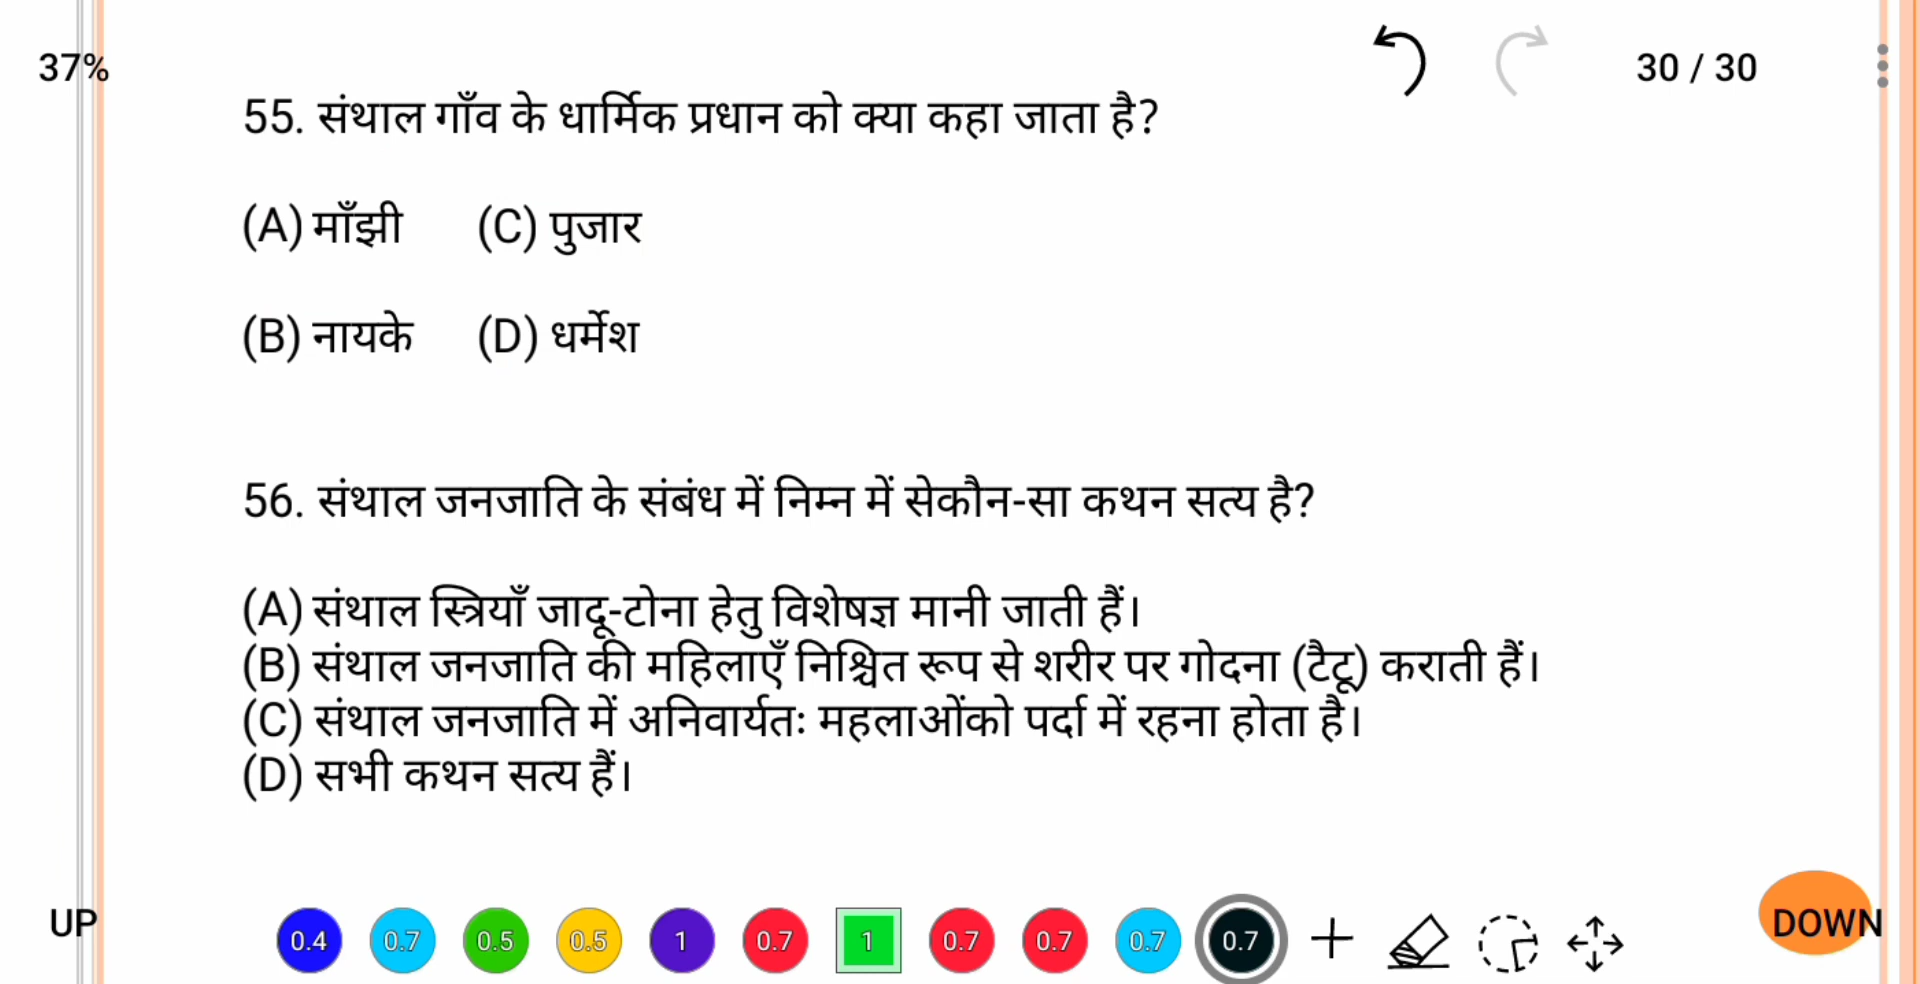 37%
30 / 30
55. संथाल गाँव के धार्मिक प्रधान को क्या कहा जाता है?
(A) माँझी (C) पुजार
(B) नायके (D) धर्मेश
56. संथाल जनजाति के संबंध में निम्न में सेकौन-सा कथन सत्य है?
(A) संथाल स्त्रियाँ जादू-टोना हेतु विशेषज्ञ मानी जाती हैं।
(B) संथाल जनजाति की महिलाएँ निश्चित रूप से शरीर पर गोदना (टैटू) कराती हैं।
(C) संथाल जनजाति में अनिवार्यतः महलाओंको पर्दा में रहना होता है।
(D) सभी कथन सत्य हैं।
UP
0.4 0.7 0.5 0.5 1 0.7 1 0.7 0.7 0.7 0.7
DOWN